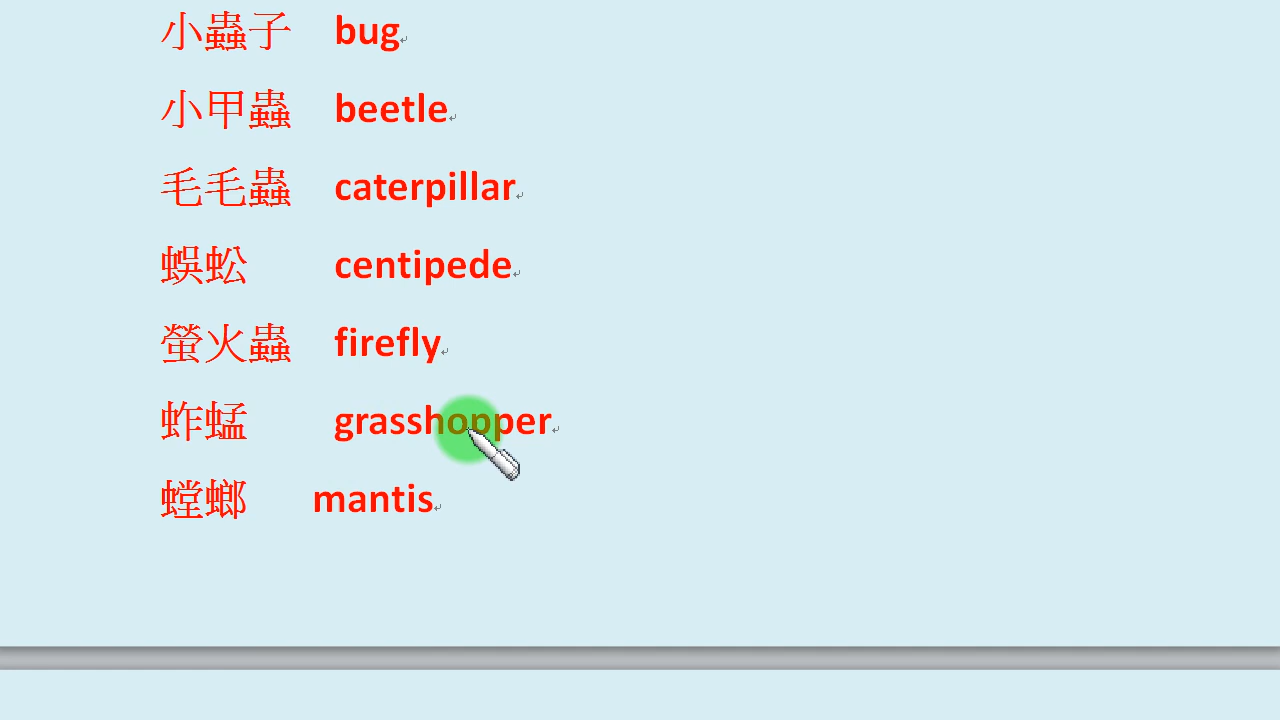 小蟲子 bug
小甲蟲 beetle
毛毛蟲 caterpillar
蜈蚣 centipede
螢火蟲 firefly
蚱蜢 grasshopper
螳螂 mantis